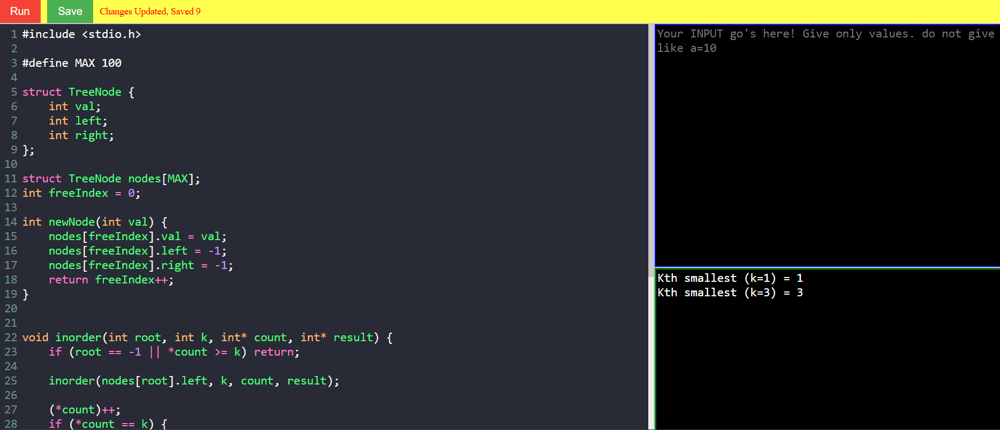 Run Save Changes Updated, Saved 9
1 #include <stdio.h>
2
3 #define MAX 100
4
5 struct TreeNode {
6     int val;
7     int left;
8     int right;
9 };
10
11 struct TreeNode nodes[MAX];
12 int freeIndex = 0;
13
14 int newNode(int val) {
15     nodes[freeIndex].val = val;
16     nodes[freeIndex].left = -1;
17     nodes[freeIndex].right = -1;
18     return freeIndex++;
19 }
20
21
22 void inorder(int root, int k, int* count, int* result) {
23     if (root == -1 || *count >= k) return;
24
25     inorder(nodes[root].left, k, count, result);
26
27     (*count)++;
28     if (*count == k) {
Your INPUT go's here! Give only values. do not give
like a=10
Kth smallest (k=1) = 1
Kth smallest (k=3) = 3